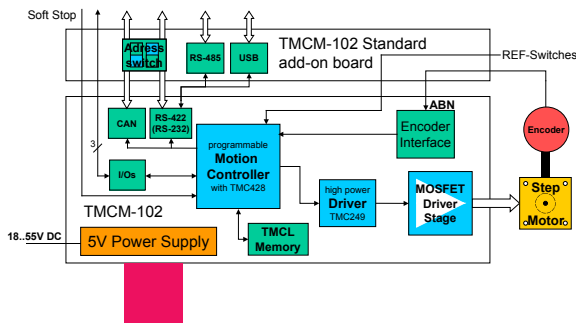 Soft Stop
TMCM-102 Standard
add-on board
Adress
switch
RS-485
USB
REF-Switches
ABN
CAN
RS-422
(RS-232)
Encoder
Interface
Encoder
programmable
Motion
Controller
with TMC428
3
I/Os
high power
Driver
TMC249
MOSFET
Driver
Stage
Step
Motor
TMCM-102
TMCL
Memory
18..55V DC
5V Power Supply